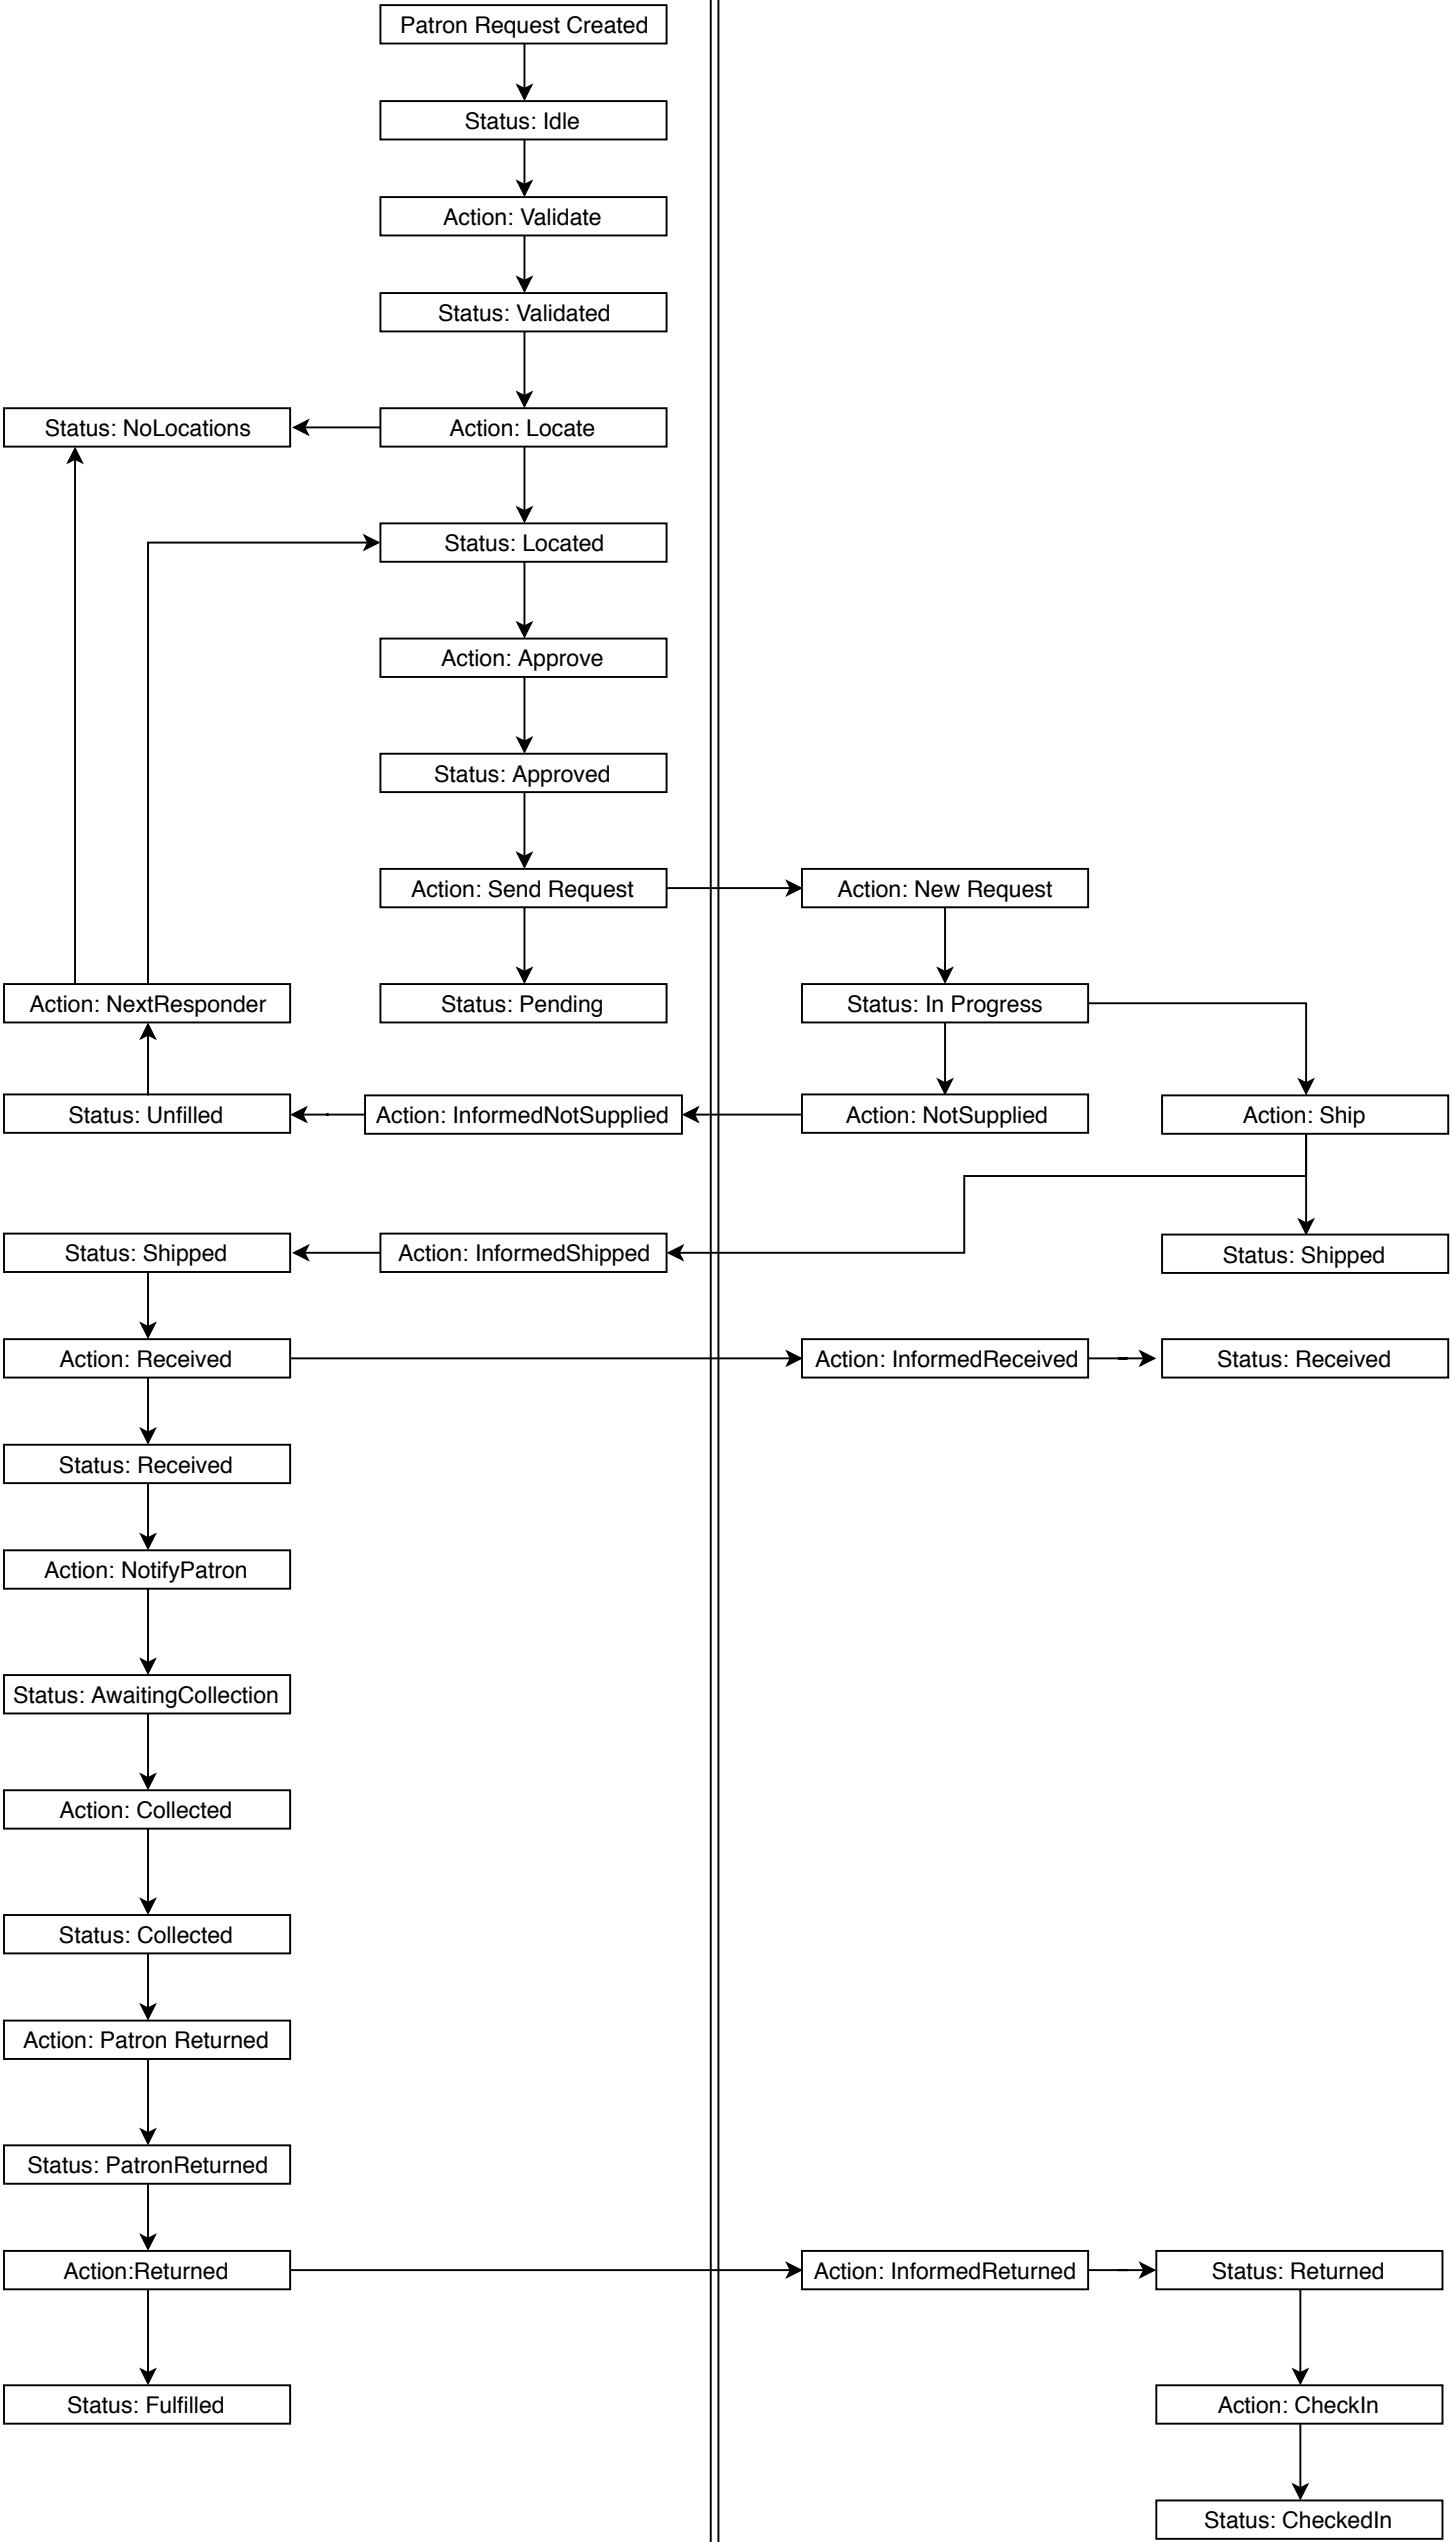 Patron Request Created
Status: Idle
Action: Validate
Status: Validated
Status: NoLocations
Action: Locate
Status: Located
Action: Approve
Status: Approved
Action: Send Request
Action: New Request
Action: NextResponder
Status: Pending
Status: In Progress
Status: Unfilled
Action: InformedNotSupplied
Action: NotSupplied
Action: Ship
Status: Shipped
Action: InformedShipped
Status: Shipped
Action: Received
Action: InformedReceived
Status: Received
Status: Received
Action: NotifyPatron
Status: AwaitingCollection
Action: Collected
Status: Collected
Action: Patron Returned
Status: PatronReturned
Action:Returned
Action: InformedReturned
Status: Returned
Status: Fulfilled
Action: CheckIn
Status: CheckedIn